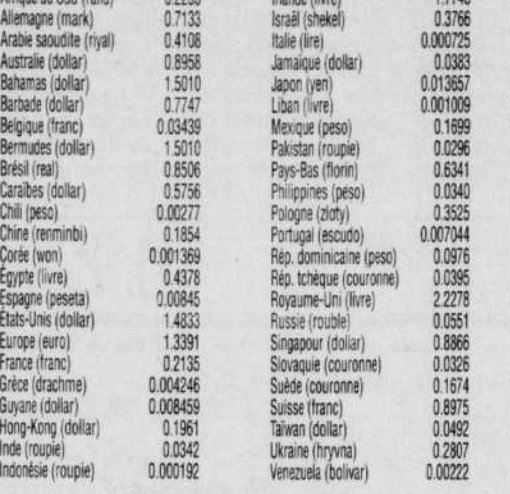 Allemagne (mark) 0.7133
Arabie saoudite (riyal) 0.4108
Australie (dollar) 0.8958
Bahamas (dollar) 1.5010
Barbade (dollar) 0.7747
Belgique (franc) 0.03439
Bermudes (dollar) 1.5010
Brésil (real) 0.8506
Caraïbes (dollar) 0.5756
Chili (peso) 0.00277
Chine (renminbi) 0.1854
Corée (won) 0.001369
Égypte (livre) 0.4378
Espagne (peseta) 0.00845
États-Unis (dollar) 1.4833
Europe (euro) 1.3391
France (franc) 0.2135
Grèce (drachme) 0.004246
Guyane (dollar) 0.008459
Hong-Kong (dollar) 0.1961
Inde (roupie) 0.0342
Indonésie (roupie) 0.000192
Israël (shekel) 0.3766
Italie (lire) 0.000725
Jamaïque (dollar) 0.0383
Japon (yen) 0.013657
Liban (livre) 0.001009
Mexique (peso) 0.1699
Pakistan (roupie) 0.0296
Pays-Bas (florin) 0.6341
Philippines (peso) 0.0340
Pologne (zloty) 0.3525
Portugal (escudo) 0.007044
Rép. dominicaine (peso) 0.0976
Rép. tchèque (couronne) 0.0395
Royaume-Uni (livre) 2.2278
Russie (rouble) 0.0551
Singapour (dollar) 0.8866
Slovaquie (couronne) 0.0326
Suède (couronne) 0.1674
Suisse (franc) 0.8975
Taïwan (dollar) 0.0492
Ukraine (hryvna) 0.2807
Venezuela (bolivar) 0.00222